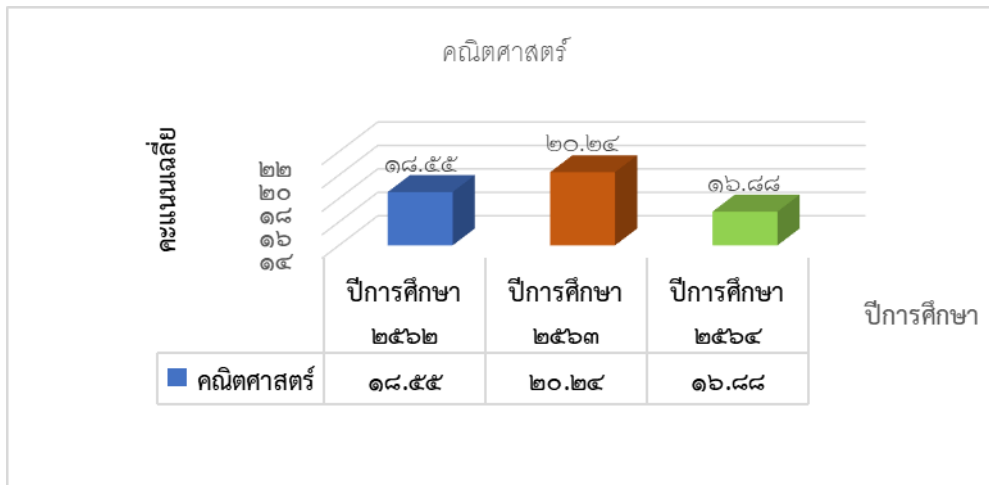 คณิตศาสตร์
คะแนนเฉลี่ย
๒๒
๒๐
๑๘
๑๖
๑๔
๑๘.๕๕
๒๐.๒๔
๑๖.๘๘
ปีการศึกษา ๒๕๖๒
ปีการศึกษา ๒๕๖๓
ปีการศึกษา ๒๕๖๔
ปีการศึกษา
คณิตศาสตร์ ๑๘.๕๕ ๒๐.๒๔ ๑๖.๘๘